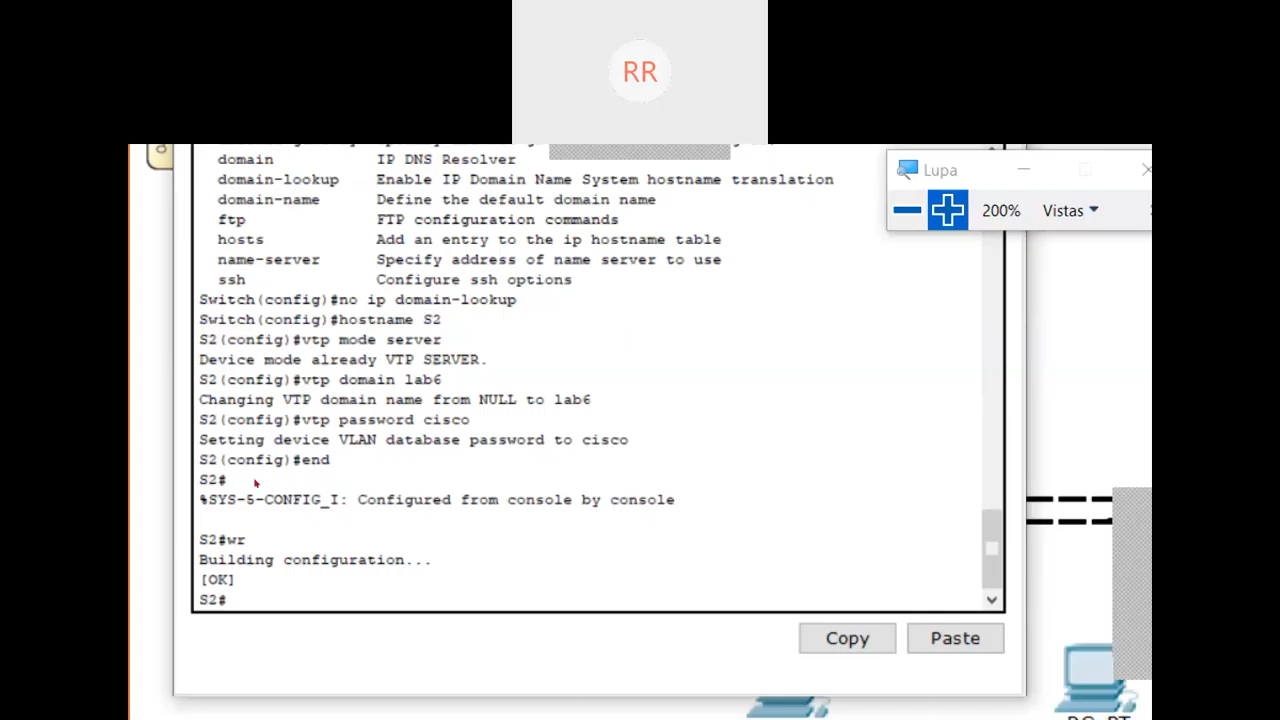 RR
domain IP DNS Resolver
domain-lookup Enable IP Domain Name System hostname translation
domain-name Define the default domain name
ftp FTP configuration commands
hosts Add an entry to the ip hostname table
name-server Specify address of name server to use
ssh Configure ssh options
Switch(config)#no ip domain-lookup
Switch(config)#hostname S2
S2(config)#vtp mode server
Device mode already VTP SERVER.
S2(config)#vtp domain lab6
Changing VTP domain name from NULL to lab6
S2(config)#vtp password cisco
Setting device VLAN database password to cisco
S2(config)#end
S2#
%SYS-5-CONFIG_I: Configured from console by console
S2#wr
Building configuration...
[OK]
S2#
Copy Paste
Lupa
200% Vistas